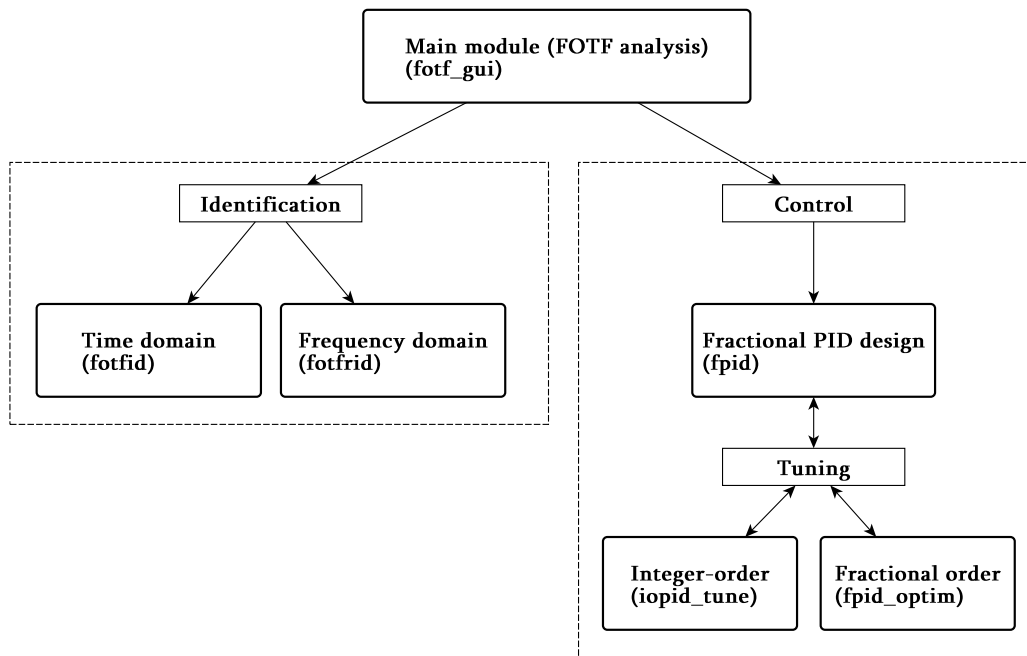 Main module (FOTF analysis)
(fotf_gui)
Identification
Control
Time domain
(fotfid)
Frequency domain
(fotfrid)
Fractional PID design
(fpid)
Tuning
Integer-order
(iopid_tune)
Fractional order
(fpid_optim)